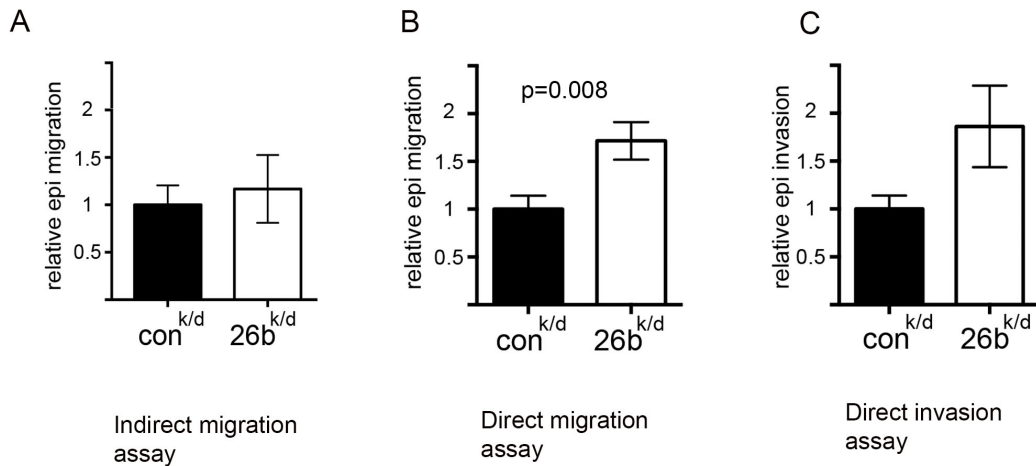 A
relative epi migration
2
1.5
1
0.5
con k/d
26b k/d
Indirect migration
assay
B
relative epi migration
p=0.008
2
1.5
1
0.5
con k/d
26b k/d
Direct migration
assay
C
relative epi invasion
2
1.5
1
0.5
con k/d
26b k/d
Direct invasion
assay